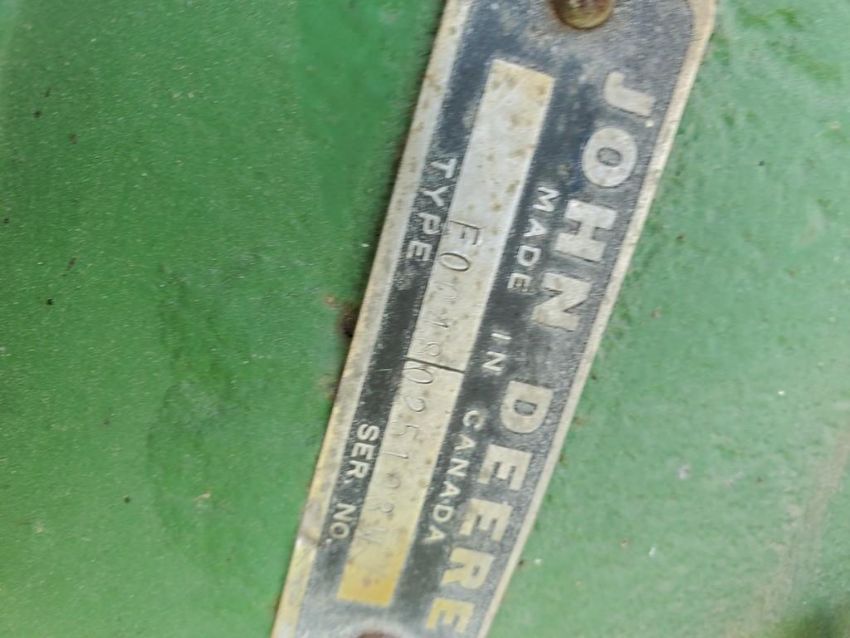 JOHN DEERE
MADE IN CANADA
TYPE SER. NO.